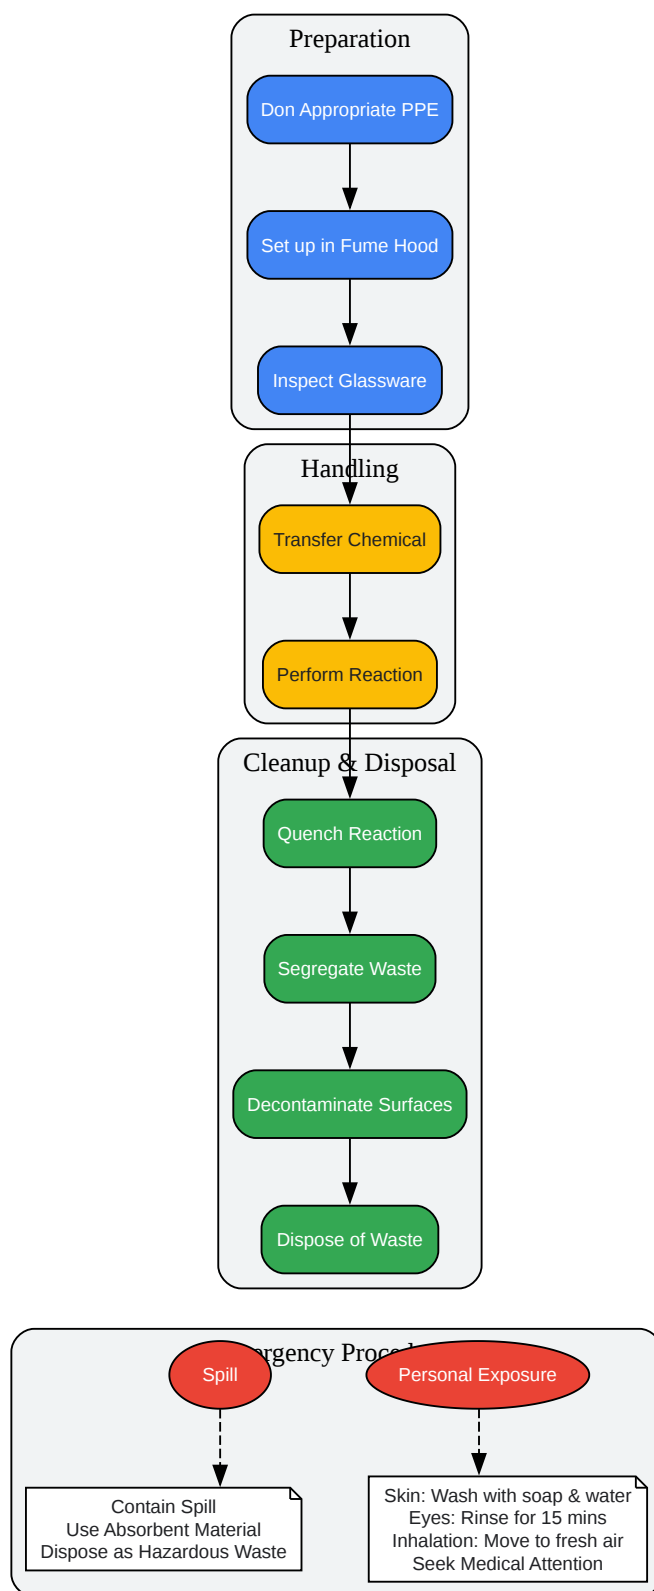 Preparation
Don Appropriate PPE
Set up in Fume Hood
Inspect Glassware
Handling
Transfer Chemical
Perform Reaction
Cleanup & Disposal
Quench Reaction
Segregate Waste
Decontaminate Surfaces
Dispose of Waste
Spill
Personal Exposure
Contain Spill
Use Absorbent Material
Dispose as Hazardous Waste
Skin: Wash with soap & water
Eyes: Rinse for 15 mins
Inhalation: Move to fresh air
Seek Medical Attention